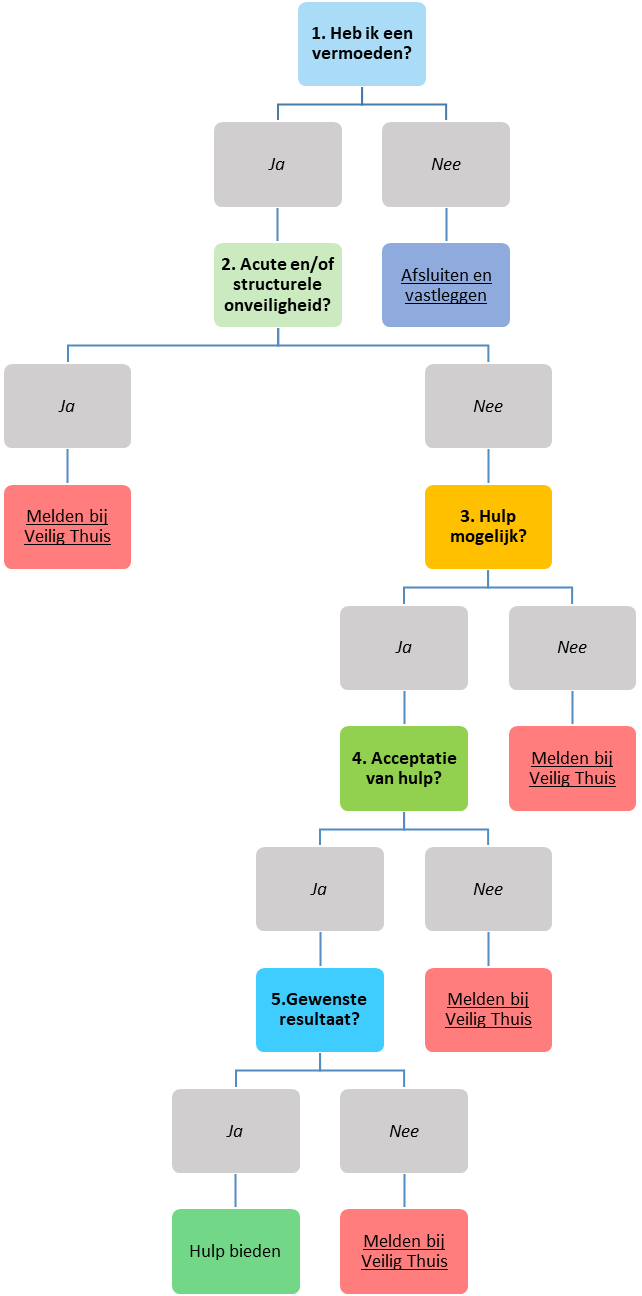 1. Heb ik een
vermoeden?
Ja
Nee
2. Acute en/of
structurele
onveiligheid?
Afsluiten en
vastleggen
Ja
Nee
Melden bij
Veilig Thuis
3. Hulp
mogelijk?
Ja
Nee
4. Acceptatie
van hulp?
Melden bij
Veilig Thuis
Ja
Nee
5.Gewenste
resultaat?
Melden bij
Veilig Thuis
Ja
Nee
Hulp bieden
Melden bij
Veilig Thuis